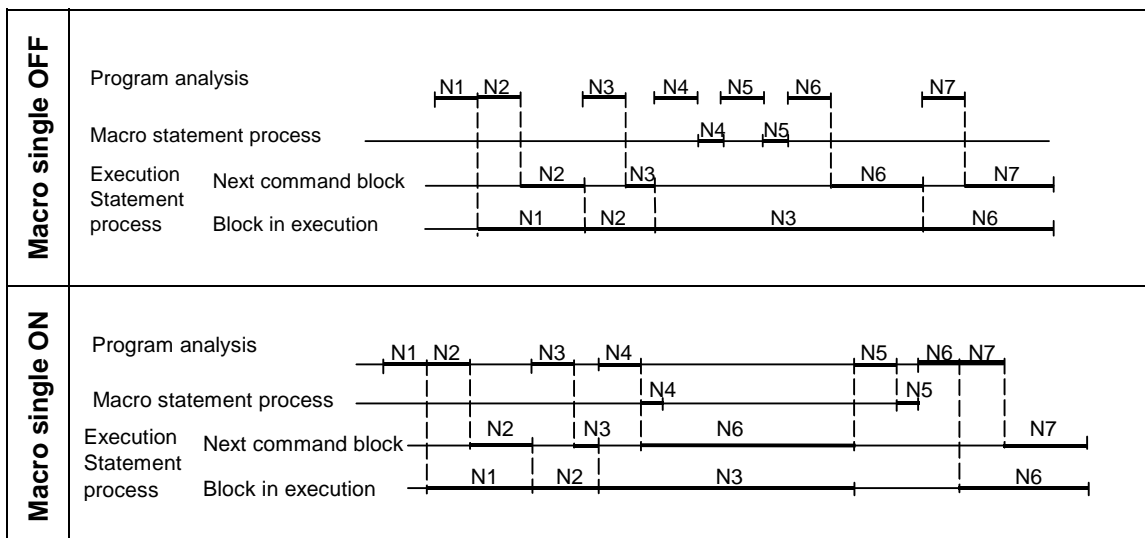 Macro single OFF
Program analysis
N1 N2 N3 N4 N5 N6 N7
Macro statement process
N4 N5
Execution
Statement
process
Next command block
N2 N3 N6 N7
Block in execution
N1 N2 N3 N6
Macro single ON
Program analysis
N1 N2 N3 N4 N5 N6 N7
Macro statement process
N4 N5
Execution
Statement
process
Next command block
N2 N3 N6 N7
Block in execution
N1 N2 N3 N6